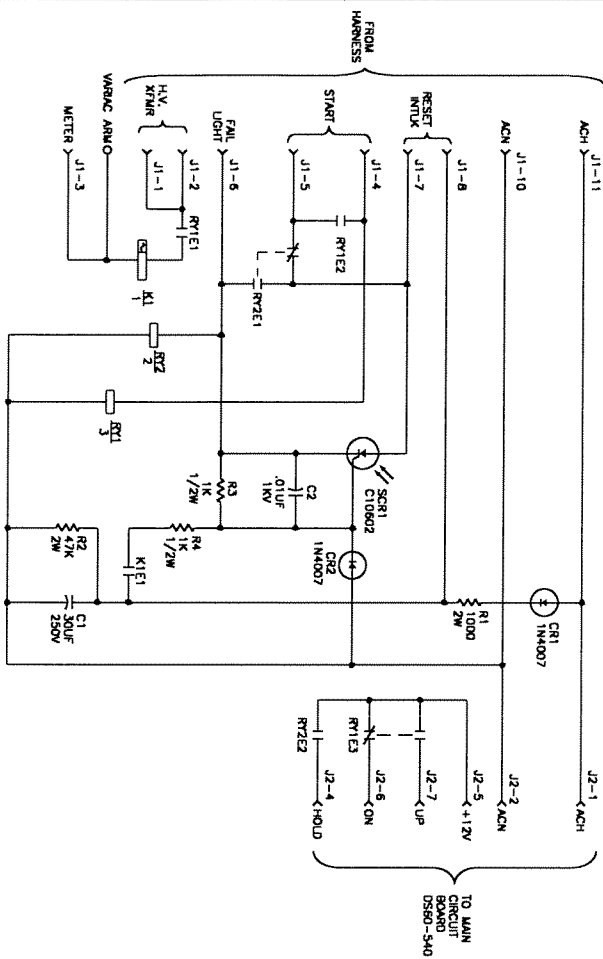 FROM
HARNESS
ACH
J1-11
ACN
J1-10
RESET
INTLK
J1-8
J1-7
START
J1-4
J1-5
FAIL
LIGHT
J1-6
H.V.
XFMR
J1-2
J1-1
VARIAC ARM
METER
J1-3
RY1E2
RY2E1
RY1E1
K1
1
RY2
2
RY1
3
SCR1
C10602
C2
.01UF
1KV
R3
1K
1/2W
R4
1K
1/2W
CR2
1N4007
K1E1
R2
47K
2W
C1
30UF
250V
R1
1000
2W
CR1
1N4007
RY1E3
RY2E2
J2-1
ACH
J2-2
ACN
J2-5
+12V
J2-7
UP
J2-6
ON
J2-4
HOLD
TO MAIN
CIRCUIT
BOARD
DS60-540